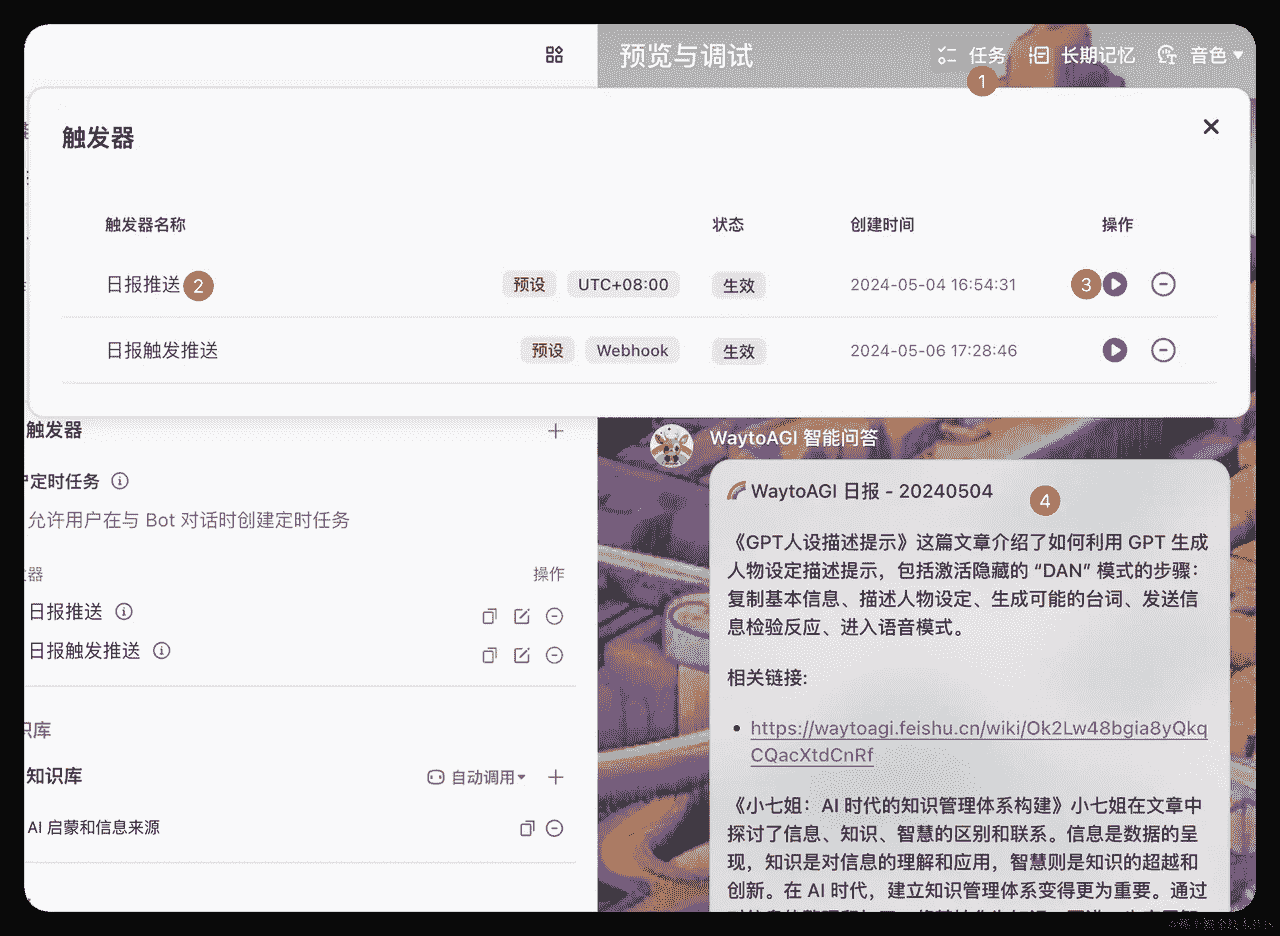 预览与调试
任务
长期记忆
音色
1
触发器
触发器名称
状态
创建时间
操作
日报推送
2
预设
UTC+08:00
生效
2024-05-04 16:54:31
3
日报触发推送
预设
Webhook
生效
2024-05-06 17:28:46
触发器
定时任务
允许用户在与 Bot 对话时创建定时任务
器
操作
日报推送
日报触发推送
识库
知识库
自动调用
AI 启蒙和信息来源
WaytoAGI 智能问答
WaytoAGI 日报 - 20240504
4
《GPT人设描述提示》这篇文章介绍了如何利用 GPT 生成
人物设定描述提示，包括激活隐藏的 “DAN” 模式的步骤：
复制基本信息、描述人物设定、生成可能的台词、发送信
息检验反应、进入语音模式。
相关链接:
https://waytoagi.feishu.cn/wiki/Ok2Lw48bgia8yQkq
CQacXtdCnRf
《小七姐：AI 时代的知识管理体系构建》小七姐在文章中
探讨了信息、知识、智慧的区别和联系。信息是数据的呈
现，知识是对信息的理解和应用，智慧则是知识的超越和
创新。在 AI 时代，建立知识管理体系变得更为重要。通过